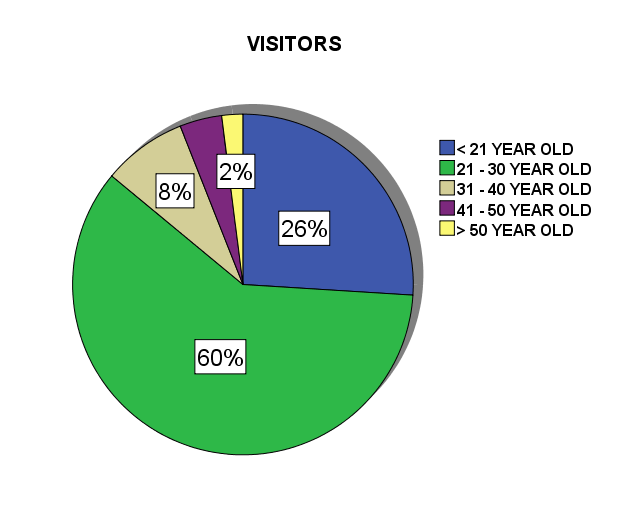 VISITORS
< 21 YEAR OLD
21 - 30 YEAR OLD
31 - 40 YEAR OLD
41 - 50 YEAR OLD
> 50 YEAR OLD
2%
8%
26%
60%